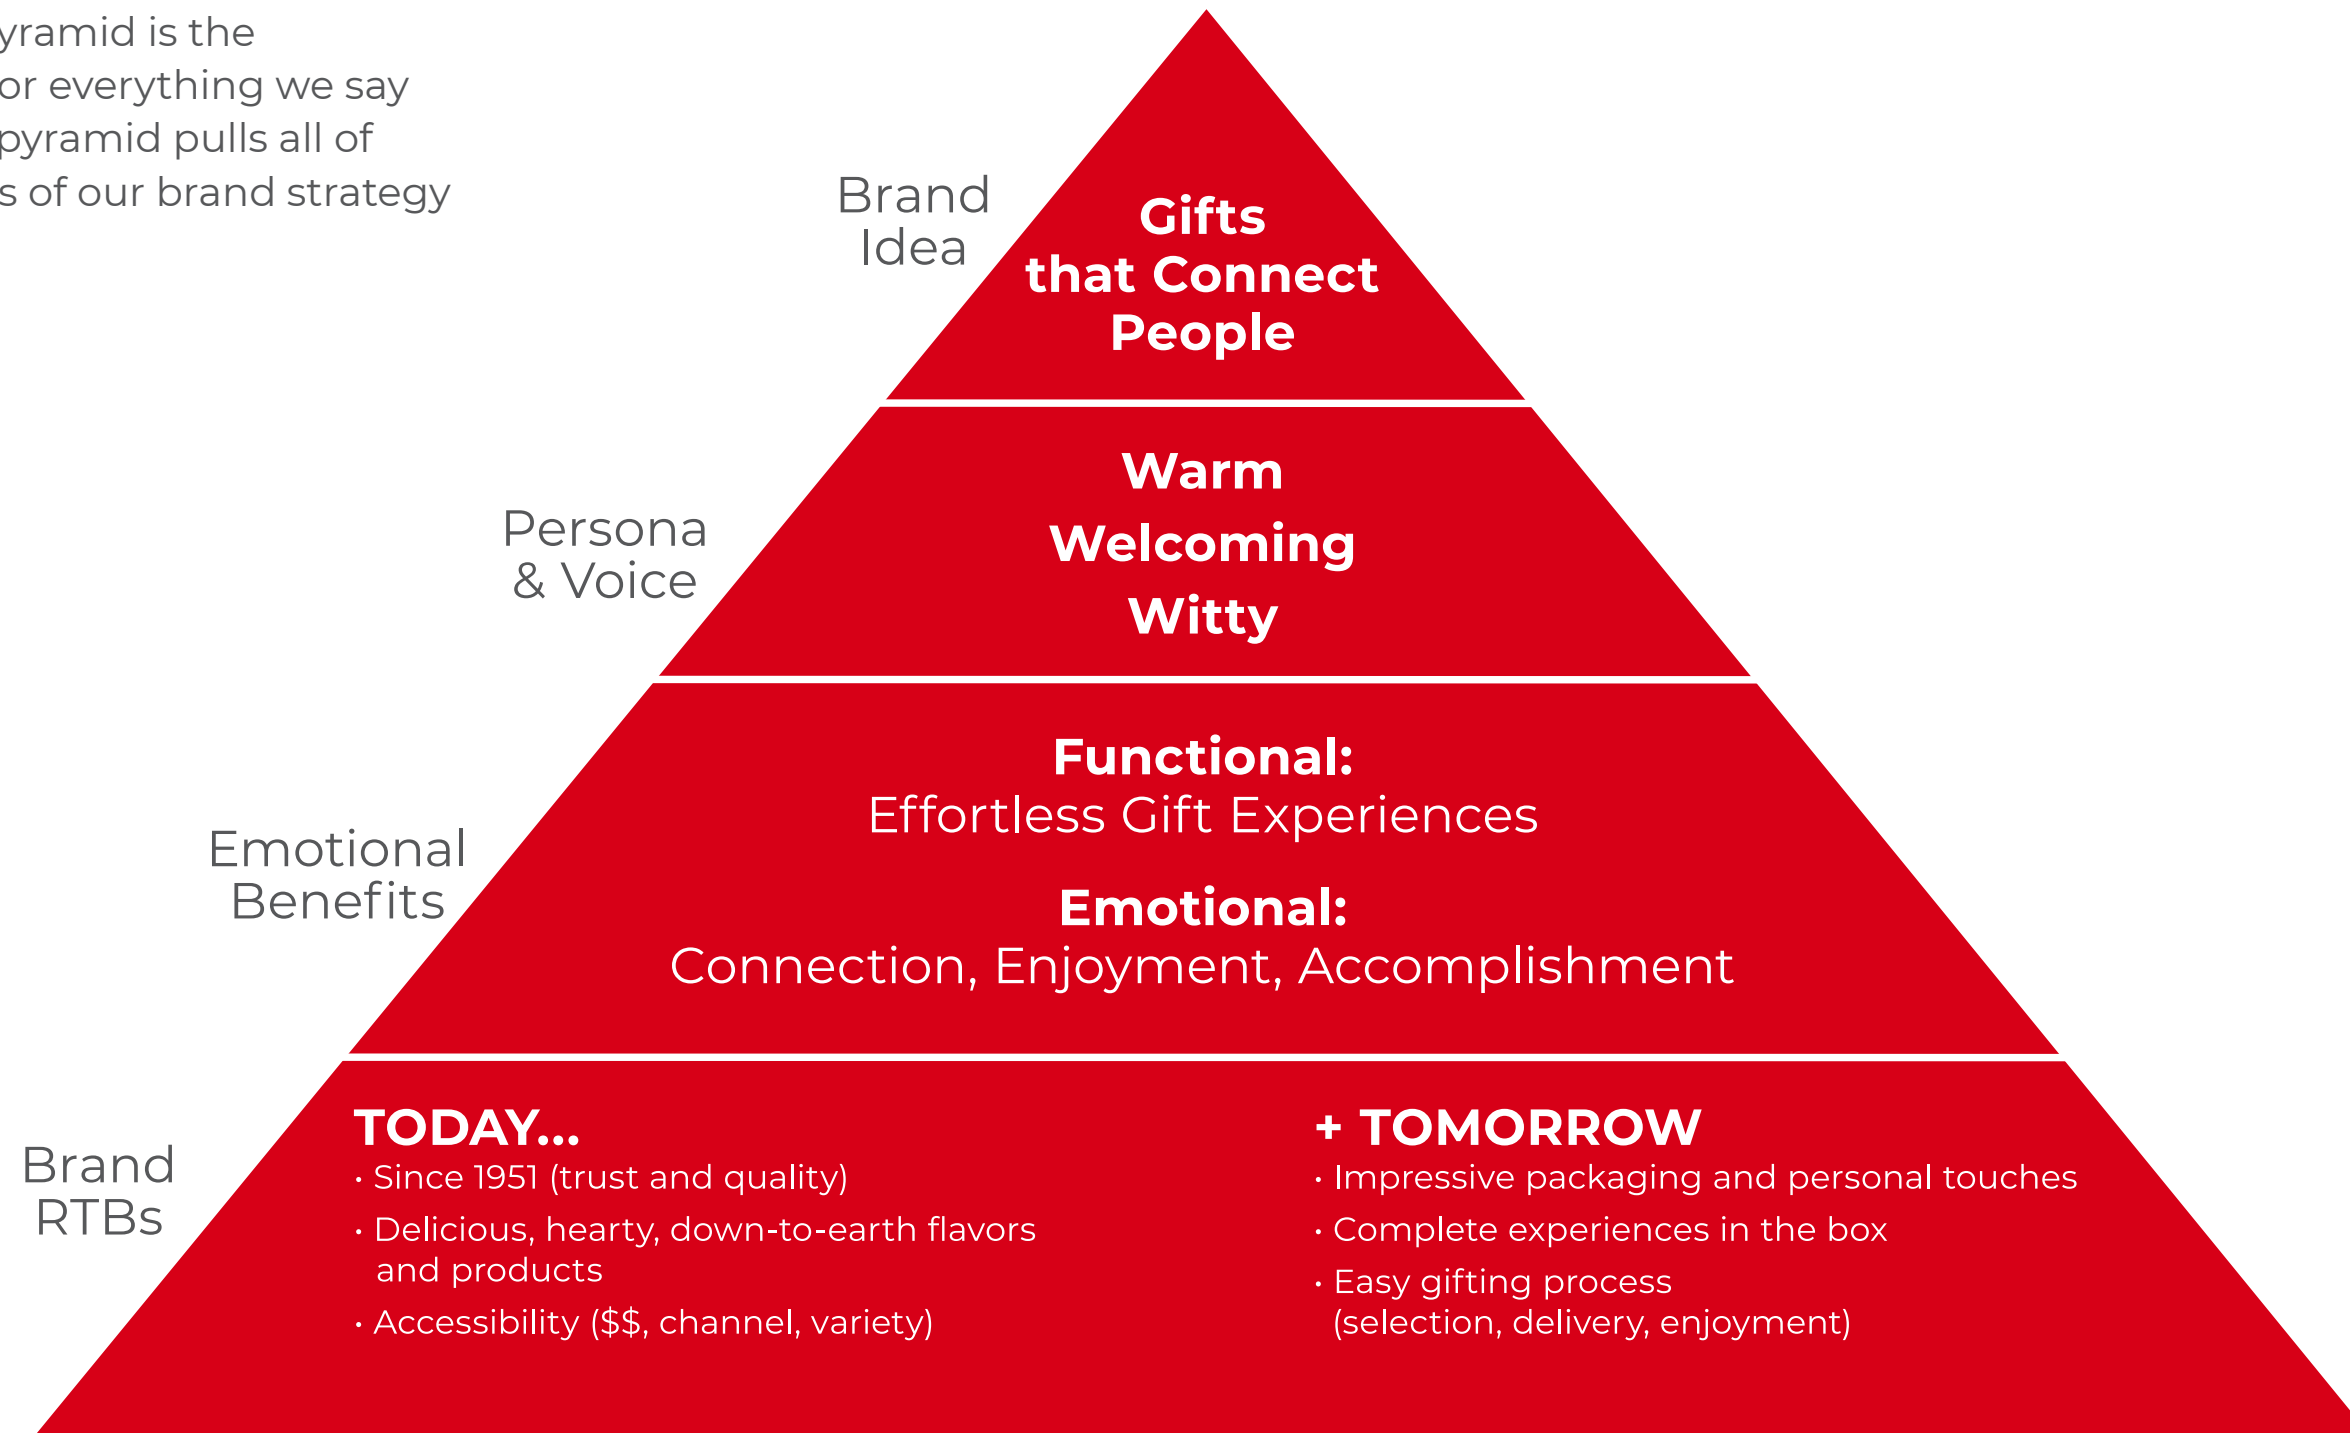 yramid is the
or everything we say
pyramid pulls all of
s of our brand strategy
Brand
Idea
Gifts
that Connect
People
Persona
& Voice
Warm
Welcoming
Witty
Emotional
Benefits
Functional:
Effortless Gift Experiences
Emotional:
Connection, Enjoyment, Accomplishment
Brand
RTBs
TODAY...
· Since 1951 (trust and quality)
· Delicious, hearty, down-to-earth flavors
and products
· Accessibility ($$, channel, variety)
+ TOMORROW
· Impressive packaging and personal touches
· Complete experiences in the box
· Easy gifting process
(selection, delivery, enjoyment)